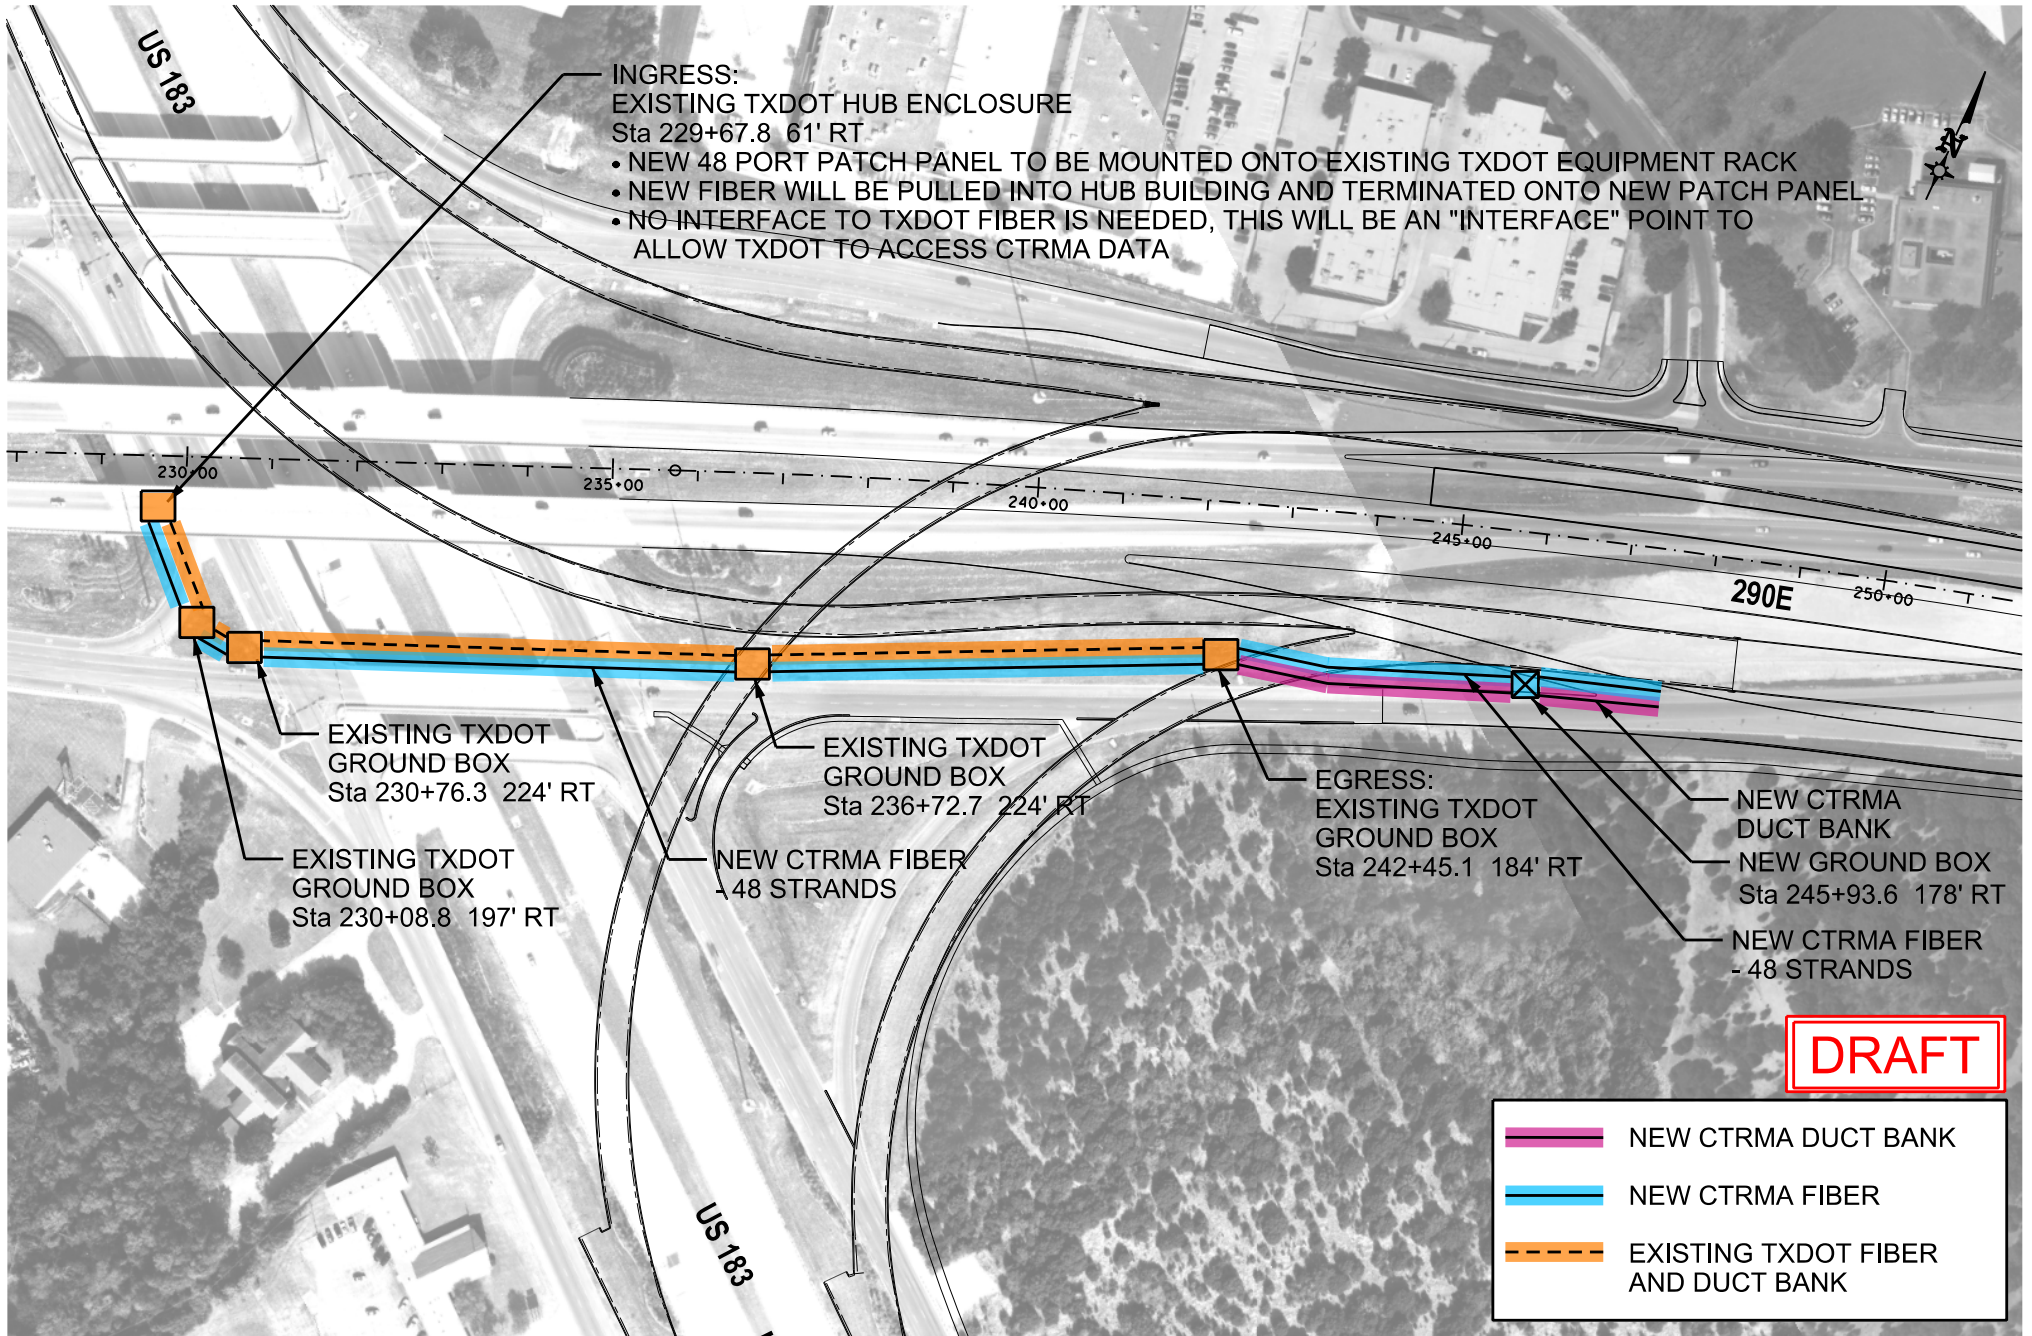 US 183
INGRESS:
EXISTING TXDOT HUB ENCLOSURE
Sta 229+67.8 61' RT
• NEW 48 PORT PATCH PANEL TO BE MOUNTED ONTO EXISTING TXDOT EQUIPMENT RACK
• NEW FIBER WILL BE PULLED INTO HUB BUILDING AND TERMINATED ONTO NEW PATCH PANEL
• NO INTERFACE TO TXDOT FIBER IS NEEDED, THIS WILL BE AN "INTERFACE" POINT TO
ALLOW TXDOT TO ACCESS CTRMA DATA
N
230+00
235+00
240+00
245+00
250+00
290E
EXISTING TXDOT
GROUND BOX
Sta 230+76.3 224' RT
EXISTING TXDOT
GROUND BOX
Sta 236+72.7 224' RT
EGRESS:
EXISTING TXDOT
GROUND BOX
Sta 242+45.1 184' RT
NEW CTRMA
DUCT BANK
NEW GROUND BOX
Sta 245+93.6 178' RT
NEW CTRMA FIBER
- 48 STRANDS
EXISTING TXDOT
GROUND BOX
Sta 230+08.8 197' RT
NEW CTRMA FIBER
- 48 STRANDS
US 183
DRAFT
NEW CTRMA DUCT BANK
NEW CTRMA FIBER
EXISTING TXDOT FIBER
AND DUCT BANK